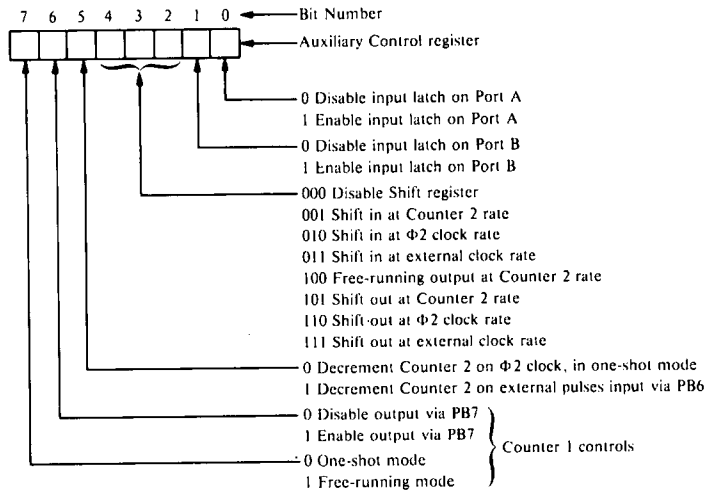 7 6 5 4 3 2 1 0 Bit Number
Auxiliary Control register
0 Disable input latch on Port A
1 Enable input latch on Port A
0 Disable input latch on Port B
1 Enable input latch on Port B
000 Disable Shift register
001 Shift in at Counter 2 rate
010 Shift in at Φ2 clock rate
011 Shift in at external clock rate
100 Free-running output at Counter 2 rate
101 Shift out at Counter 2 rate
110 Shift out at Φ2 clock rate
111 Shift out at external clock rate
0 Decrement Counter 2 on Φ2 clock, in one-shot mode
1 Decrement Counter 2 on external pulses input via PB6
0 Disable output via PB7
1 Enable output via PB7
Counter 1 controls
0 One-shot mode
1 Free-running mode